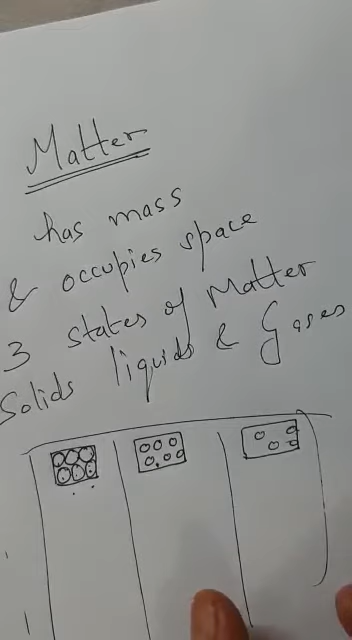 Matter
has mass
& occupies space
3 states of Matter
Solids liquids & Gases